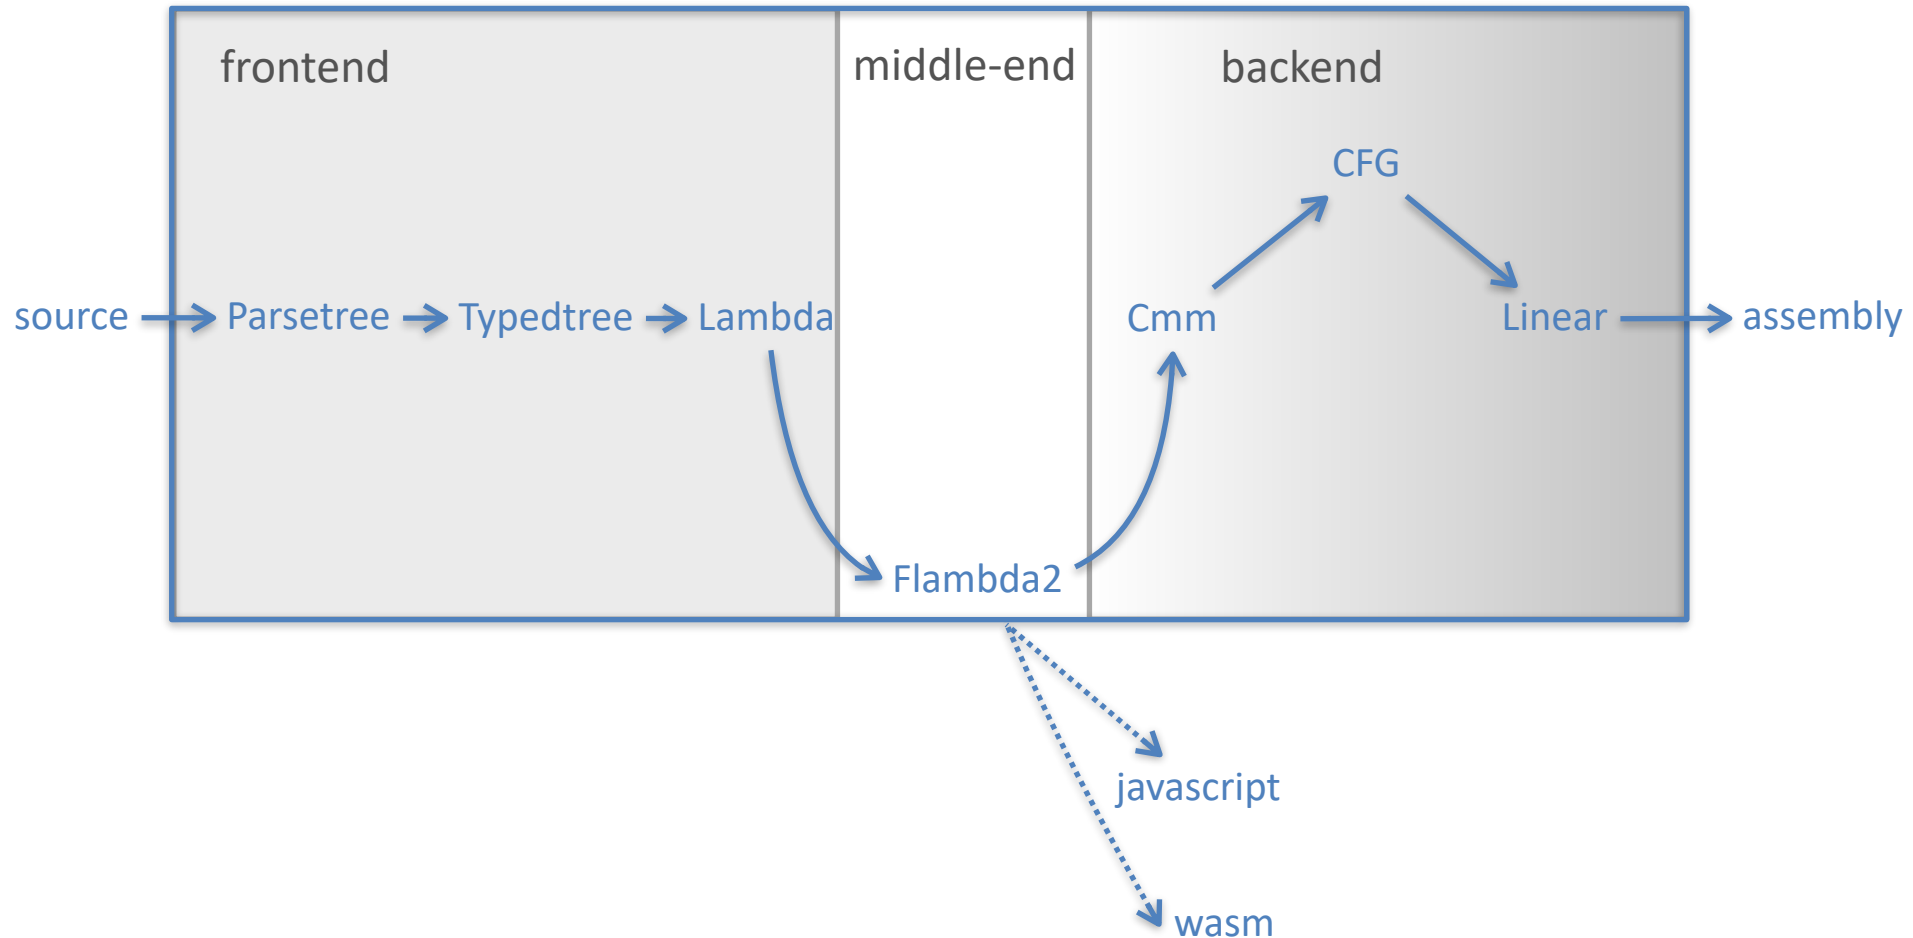 frontend
middle-end
backend
CFG
source
Parsetree
Typedtree
Lambda
Cmm
Linear
assembly
Flambda2
javascript
wasm